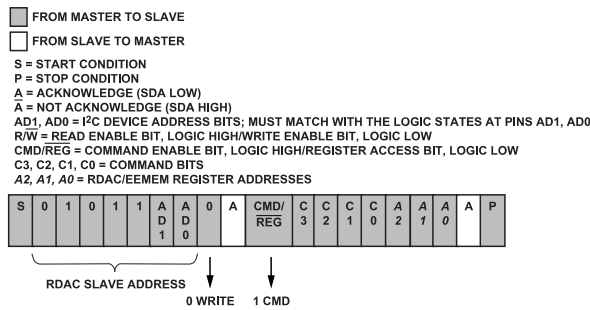 FROM MASTER TO SLAVE
FROM SLAVE TO MASTER
S = START CONDITION
P = STOP CONDITION
A = ACKNOWLEDGE (SDA LOW)
A̅ = NOT ACKNOWLEDGE (SDA HIGH)
AD1, AD0 = I²C DEVICE ADDRESS BITS; MUST MATCH WITH THE LOGIC STATES AT PINS AD1, AD0
R/W̅ = READ ENABLE BIT, LOGIC HIGH/WRITE ENABLE BIT, LOGIC LOW
CMD/R̅E̅G̅ = COMMAND ENABLE BIT, LOGIC HIGH/REGISTER ACCESS BIT, LOGIC LOW
C3, C2, C1, C0 = COMMAND BITS
A2, A1, A0 = RDAC/EEMEM REGISTER ADDRESSES
S 0 1 0 1 1 AD1 AD0 0 A CMD/R̅E̅G̅ C3 C2 C1 C0 A2 A1 A0 A P
RDAC SLAVE ADDRESS
0 WRITE 1 CMD